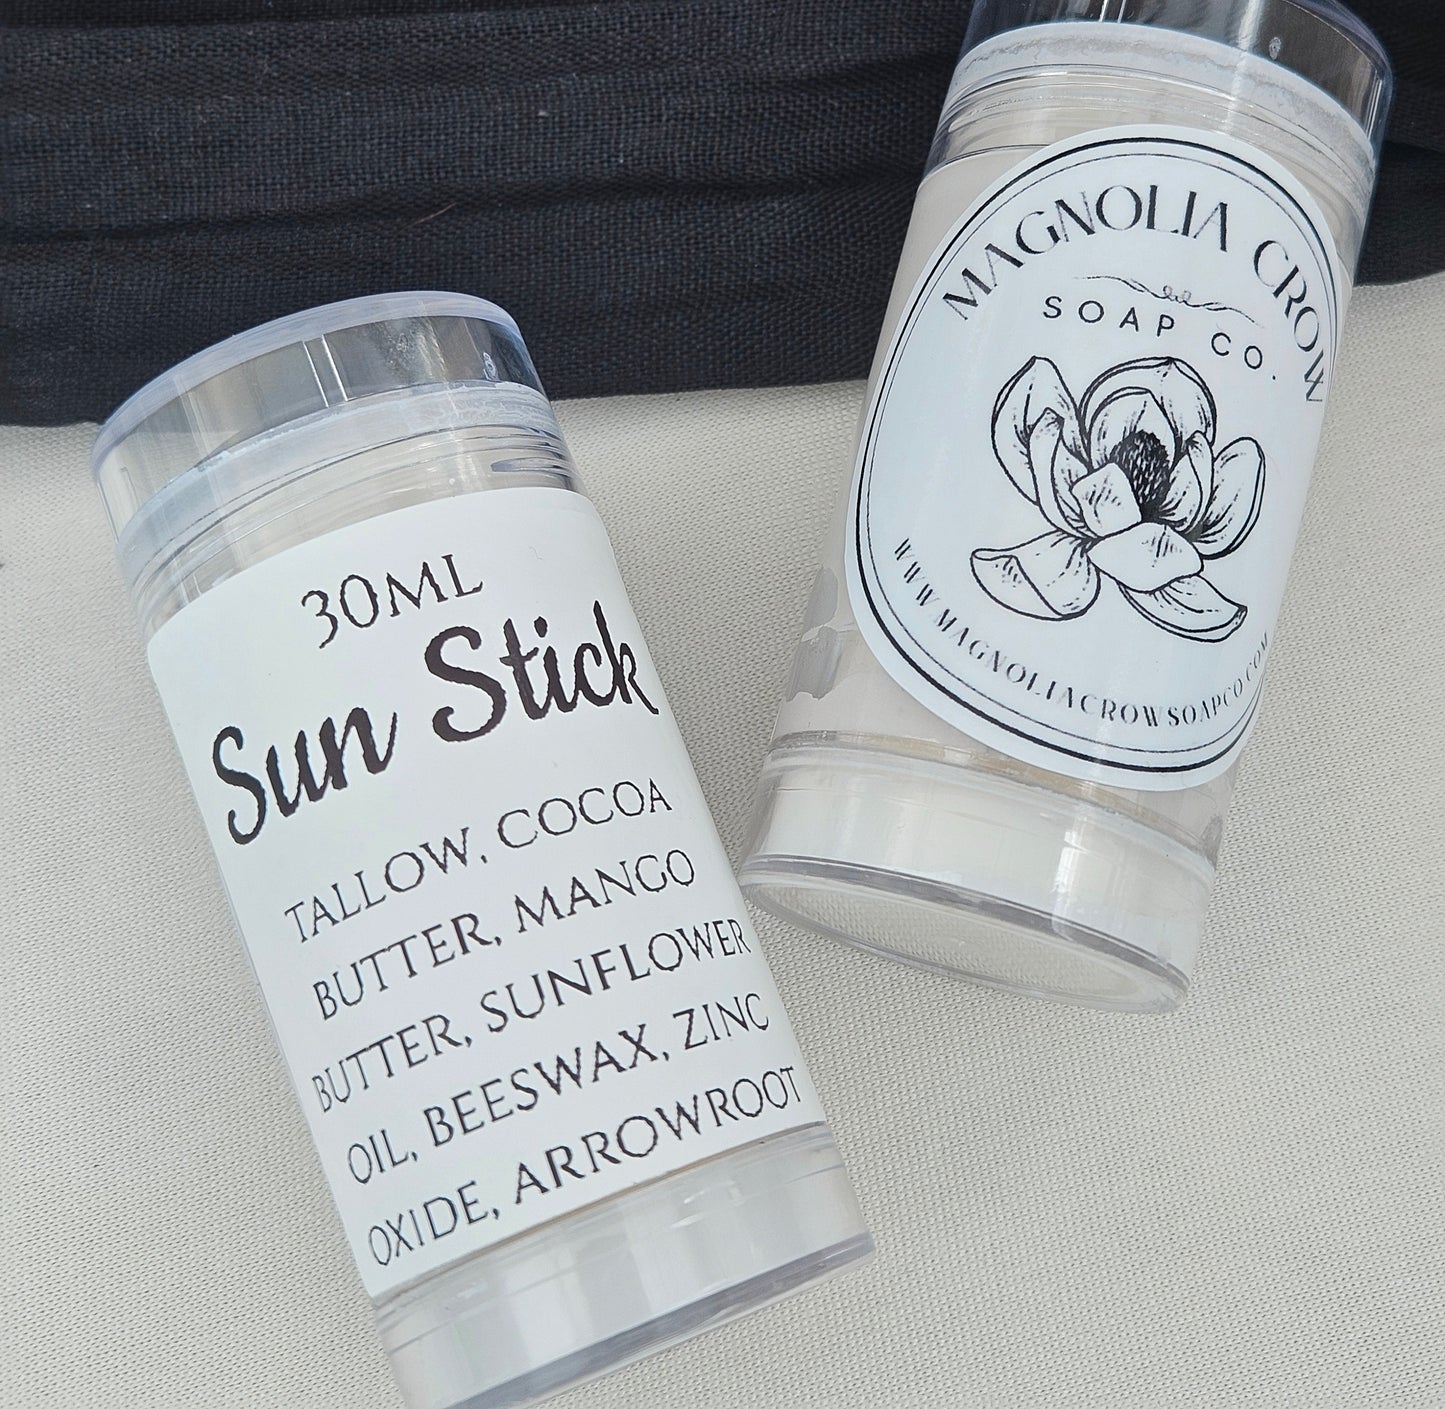 30ML
Sun Stick
TALLOW, COCOA
BUTTER, MANGO
BUTTER, SUNFLOWER
OIL, BEESWAX, ZINC
OXIDE, ARROWROOT
MAGNOLIA CROW
SOAP CO.
WWW.MAGNOLIACROWSOAPCO.COM